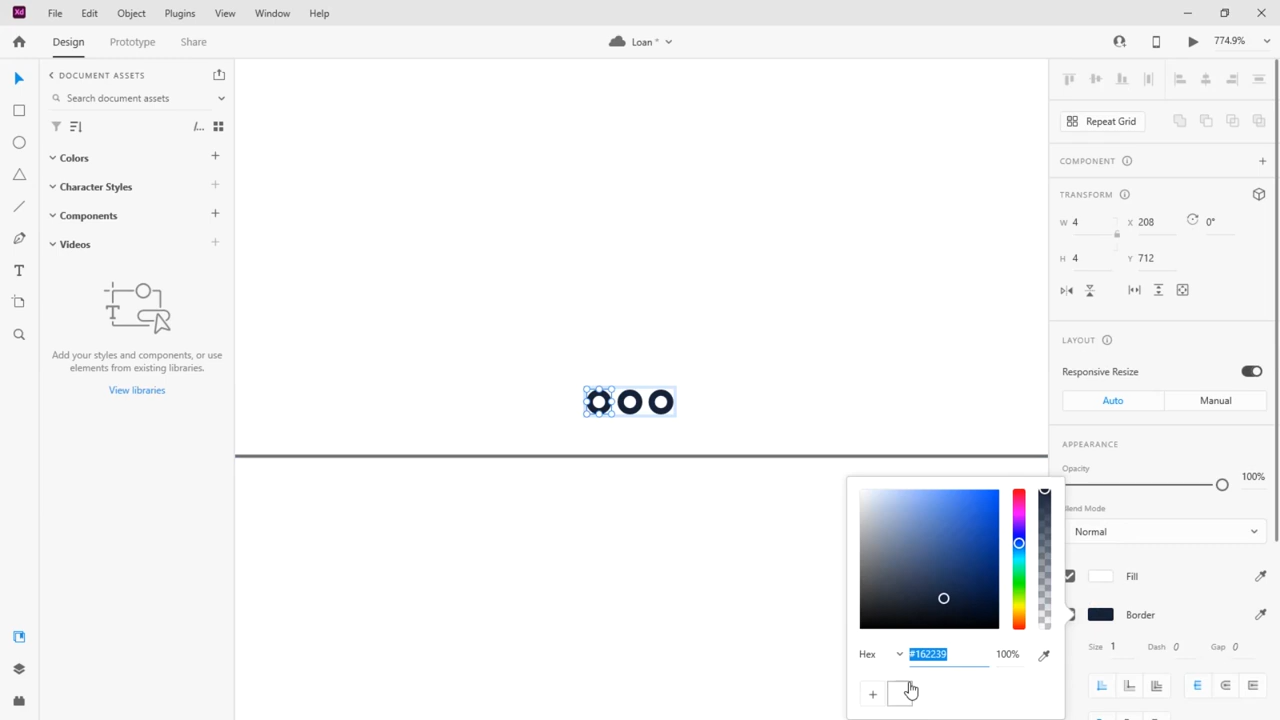 Xd File Edit Object Plugins View Window Help
Design Prototype Share Loan * 774.9%
DOCUMENT ASSETS
Search document assets
/...
Colors
Character Styles
Components
Videos
Add your styles and components, or use
elements from existing libraries.
View libraries
Repeat Grid
COMPONENT
TRANSFORM
W 4 X 208 0°
H 4 Y 712
LAYOUT
Responsive Resize
Auto Manual
APPEARANCE
Opacity
100%
Blend Mode
Normal
Fill
Border
Size 1 Dash 0 Gap 0
Hex #162239 100%